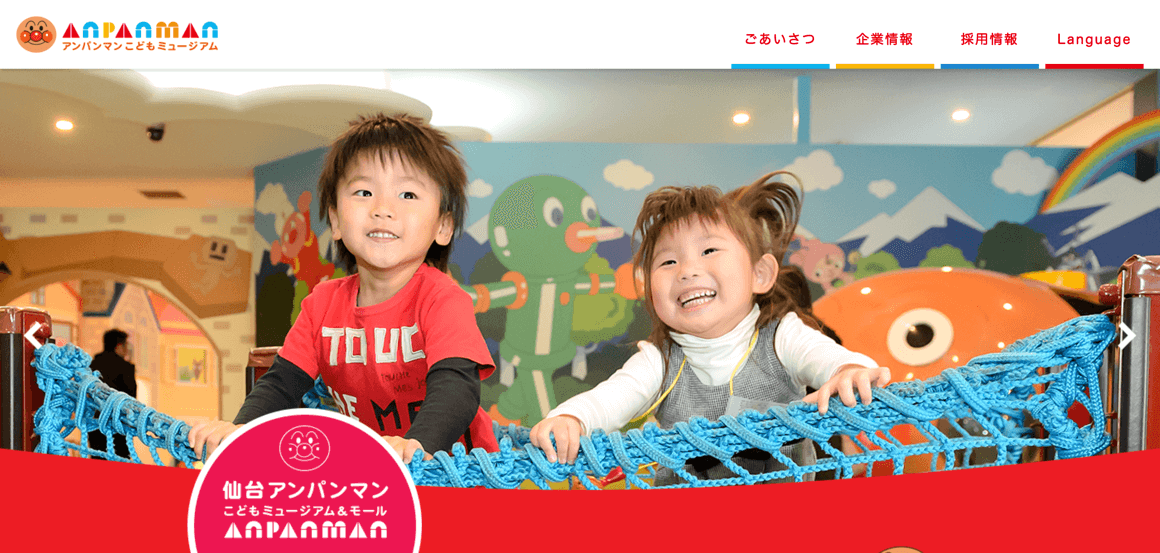 ANPANMAN
アンパンマンこどもミュージアム
ごあいさつ
企業情報
採用情報
Language
TOUC
ME
仙台アンパンマン
こどもミュージアム&モール
ANPANMAN